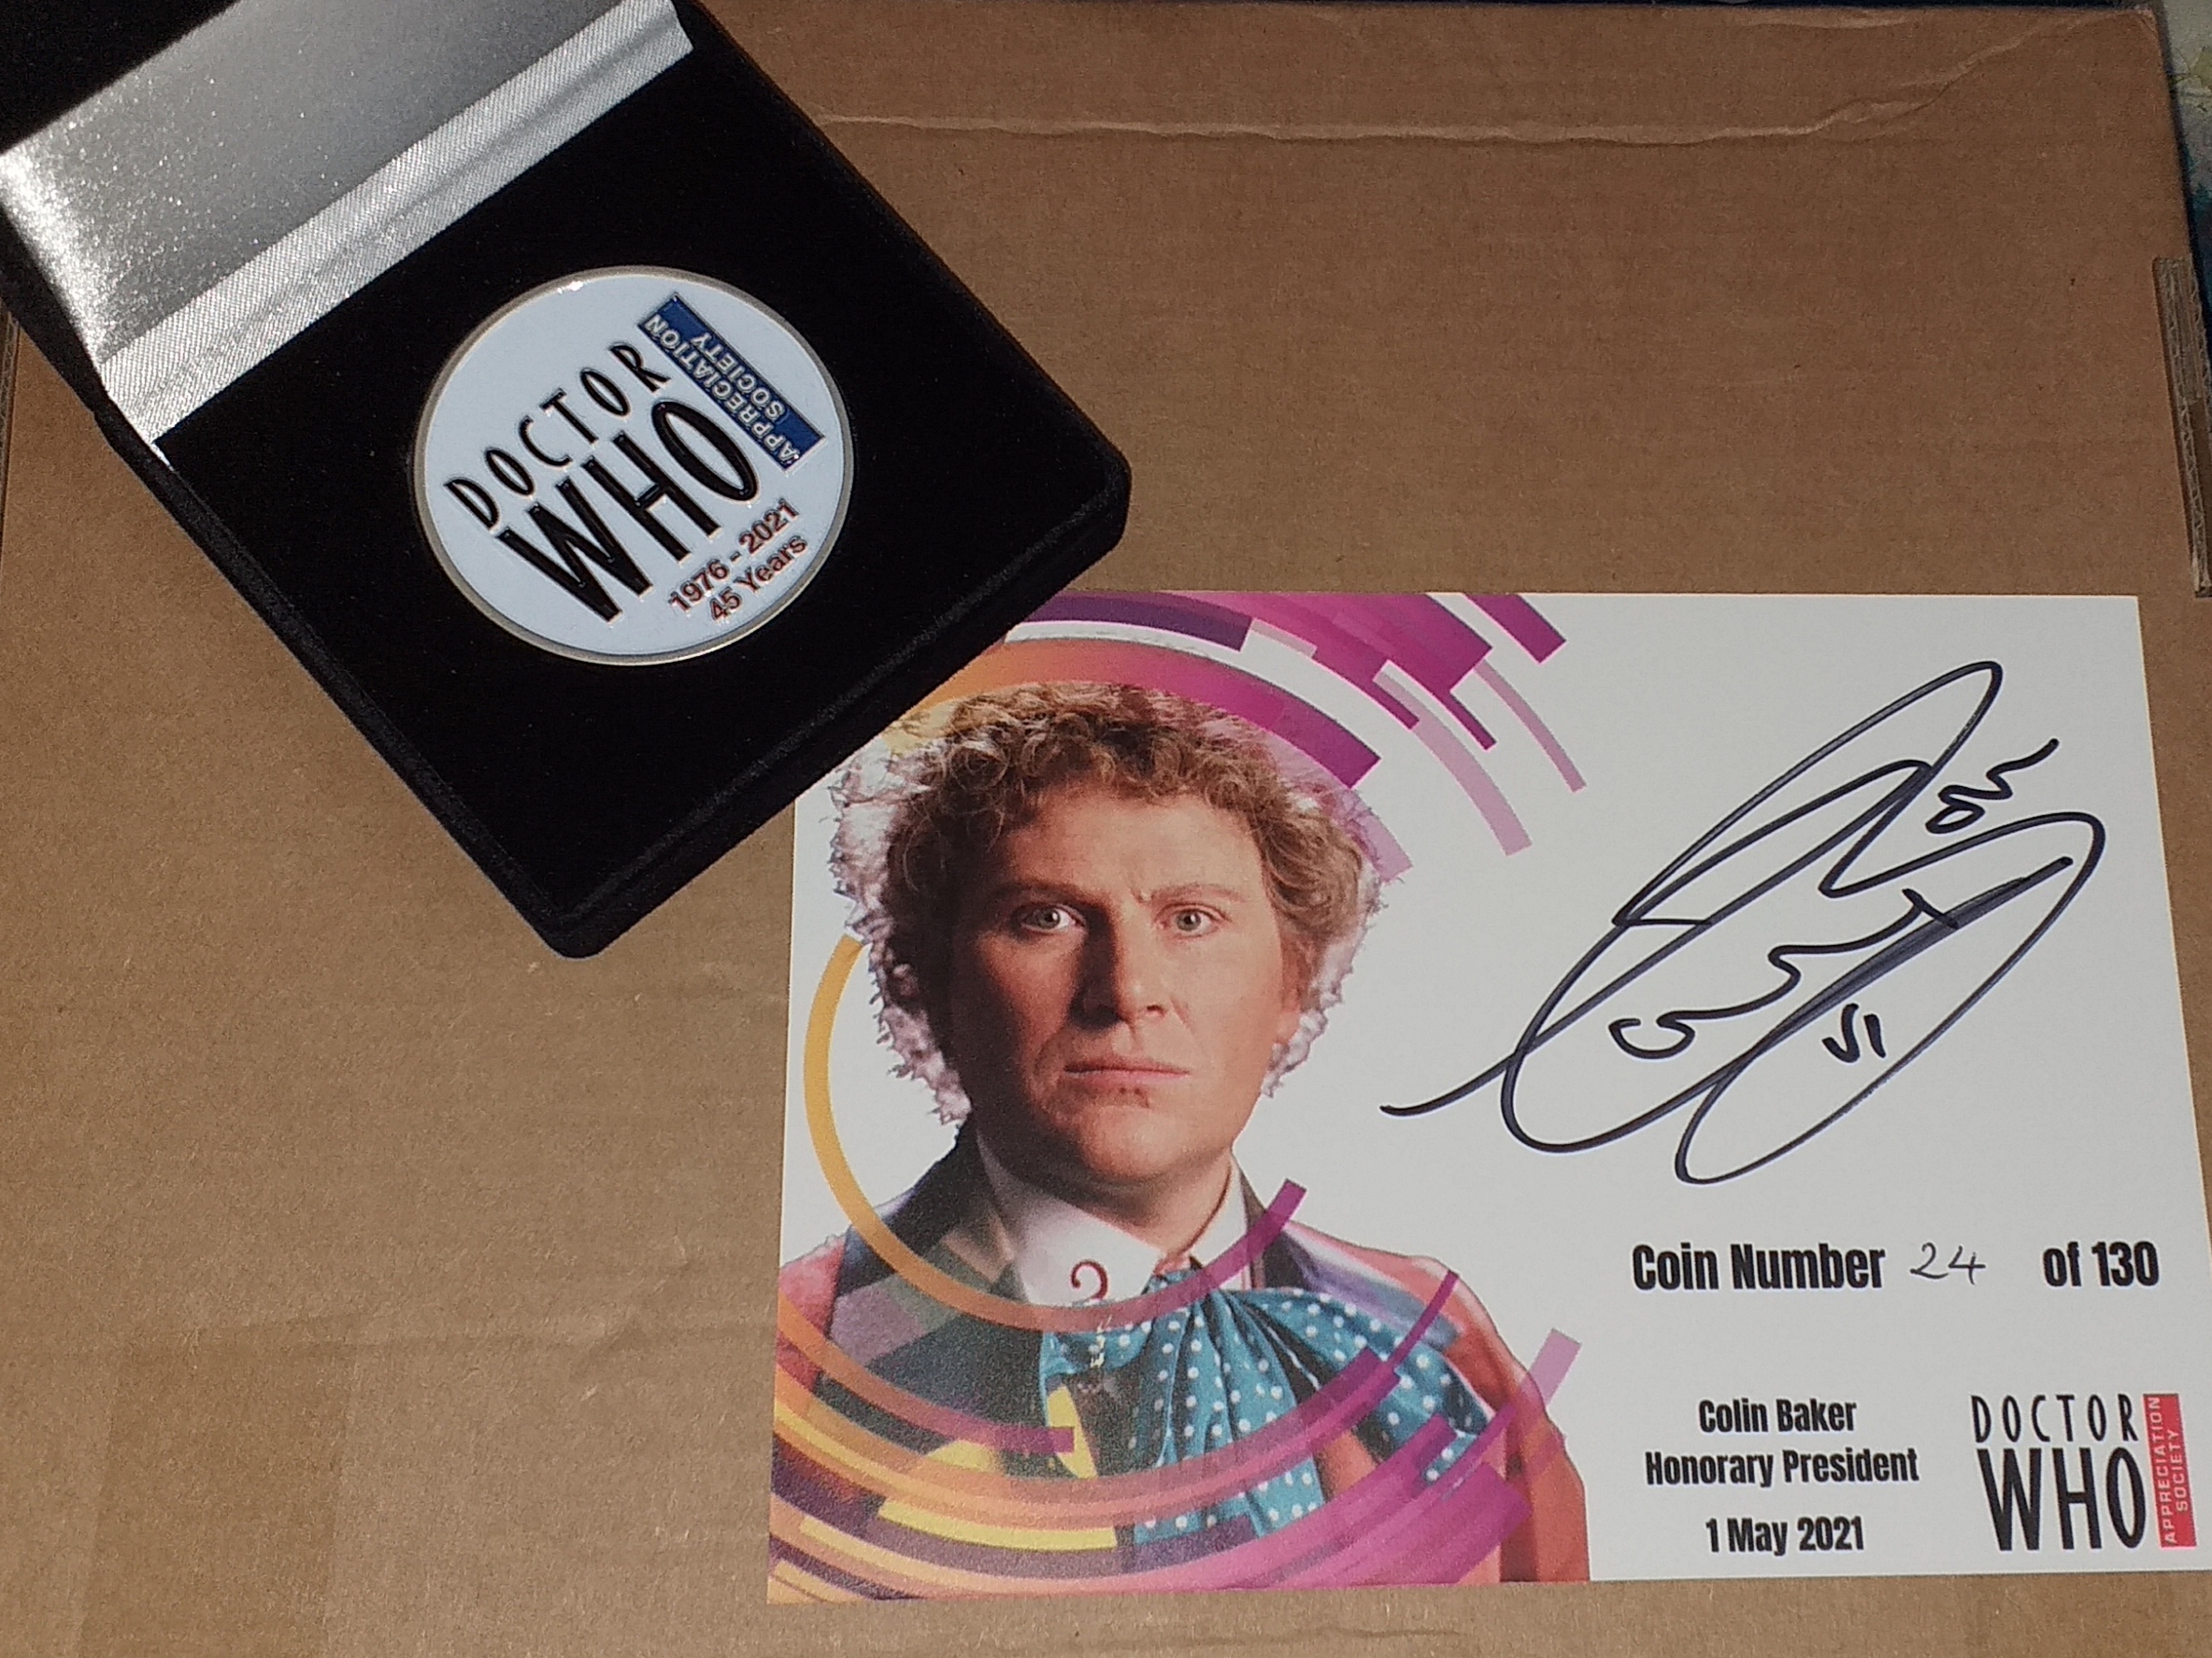 DOCTOR
WHO
APPRECIATION
SOCIETY
1976 - 2021
45 Years
Coin Number 24 of 130
Colin Baker
Honorary President
1 May 2021
DOCTOR
WHO
APPRECIATION
SOCIETY